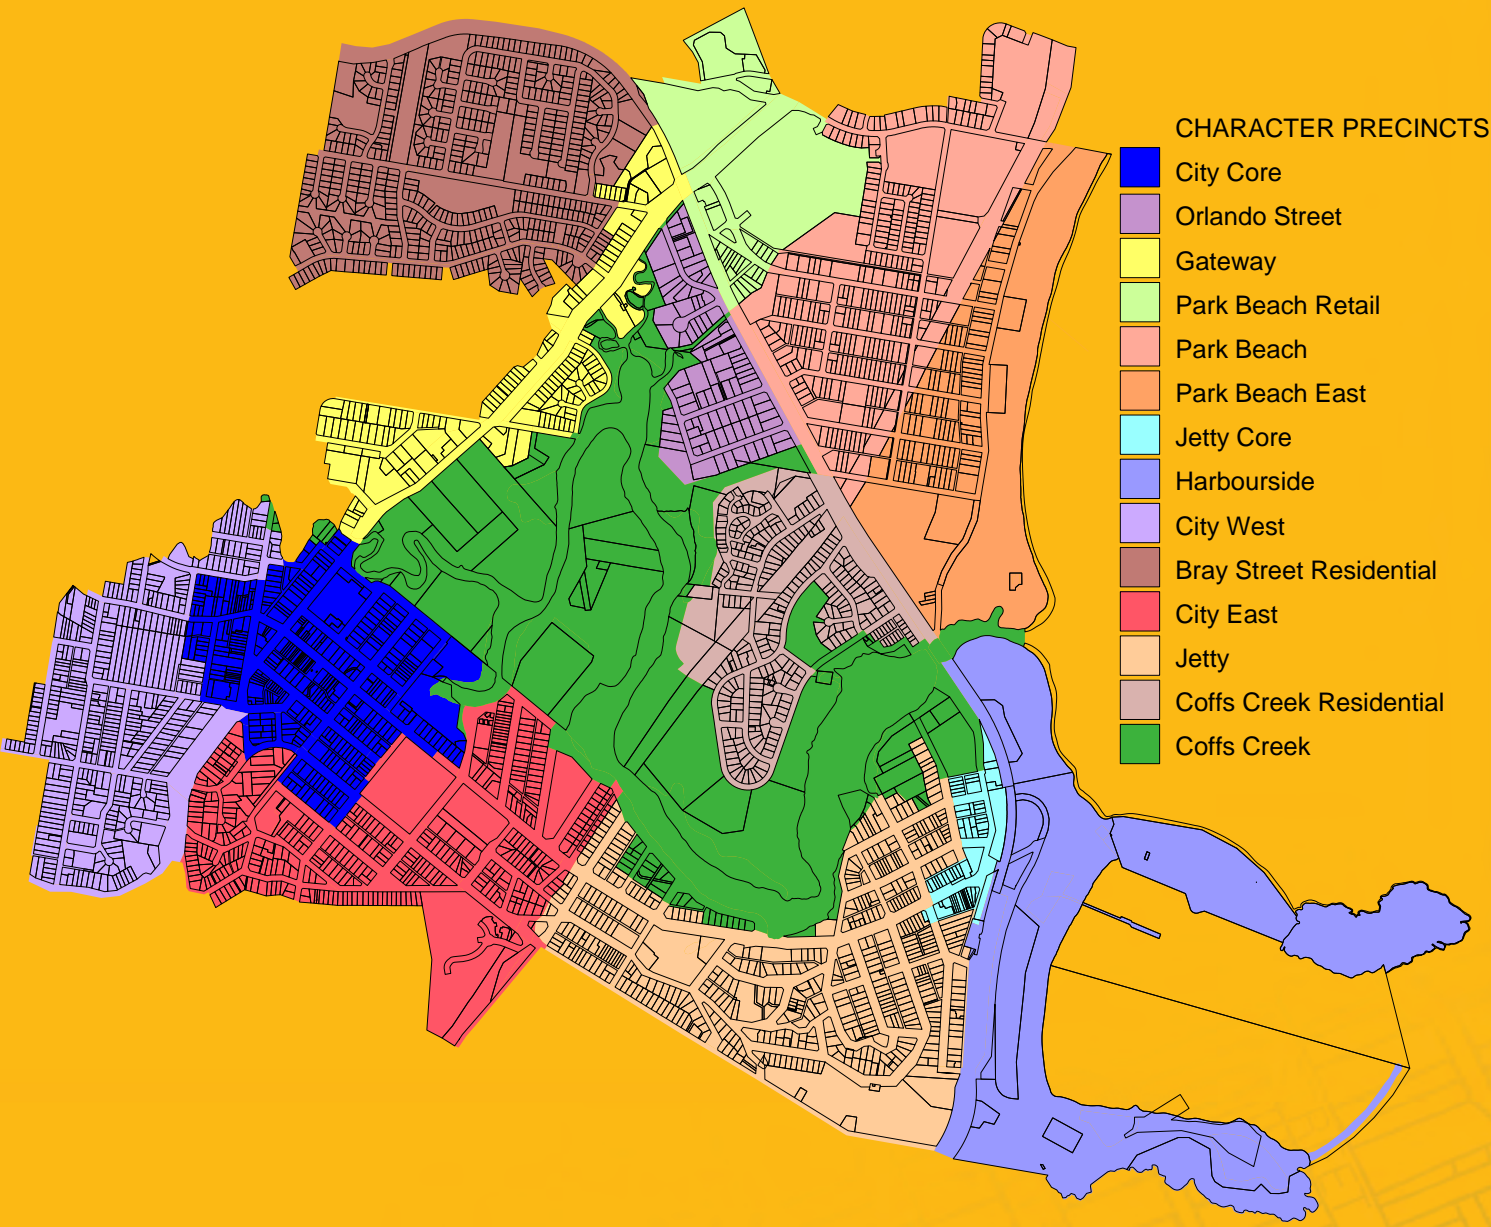 CHARACTER PRECINCTS
City Core
Orlando Street
Gateway
Park Beach Retail
Park Beach
Park Beach East
Jetty Core
Harbourside
City West
Bray Street Residential
City East
Jetty
Coffs Creek Residential
Coffs Creek